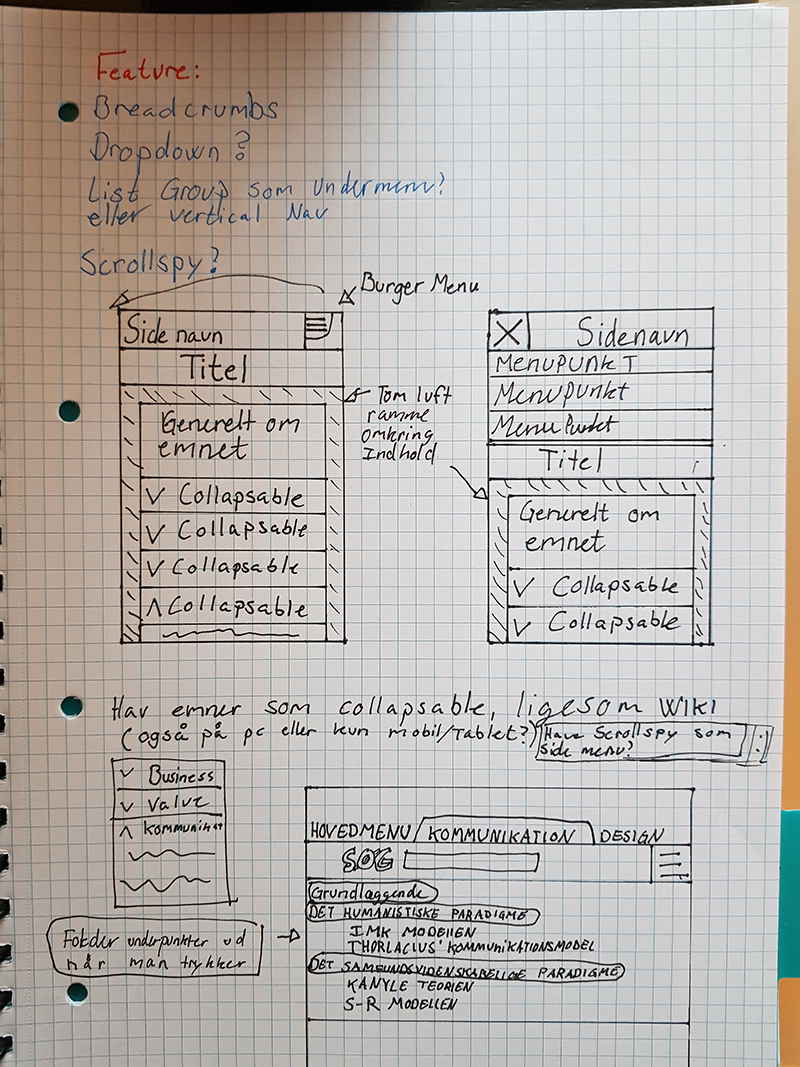 Feature:
Breadcrumbs
Dropdown?
List Group som Undermenu?
eller vertical Nav
Scrollspy?
Burger Menu
Side navn
Titel
Generelt om
emnet
v Collapsable
v Collapsable
v Collapsable
ʌ Collapsable
Tom luft
ramme
omkring
Indhold
X Sidenavn
Menupunkt
Menupunkt
Menu Punkt
Titel
Generelt om
emnet
v Collapsable
v Collapsable
Hav emner som collapsable, ligesom Wiki
(også på pc eller kun mobil/Tablet?)
Have Scrollspy som
side menu?
v Business
v Value
ʌ Kommunikat
Folder underpunkter ud
når man trykker
HOVEDMENU KOMMUNIKATION DESIGN
SØG
Grundlæggende
DET HUMANISTISKE PARADIGME
IMK MODELLEN
THORLACIUS' KOMMUNIKATIONSMODEL
DET SAMFUNDSVIDENSKABELIGE PARADIGME
KANYLE TEORIEN
S-R MODELLEN